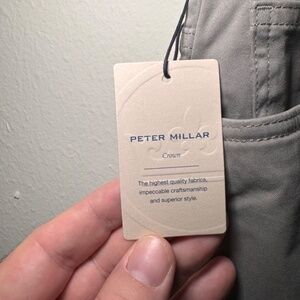 PETER MILLAR
Crown
The highest quality fabrics,
impeccable craftsmanship
and superior style.